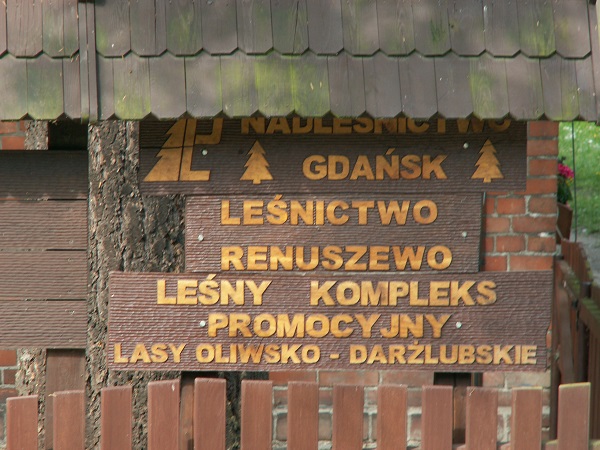 NADLEŚNICTWO
GDAŃSK
LEŚNICTWO
RENUSZEWO
LEŚNY KOMPLEKS
PROMOCYJNY
LASY OLIWSKO - DARŻLUBSKIE